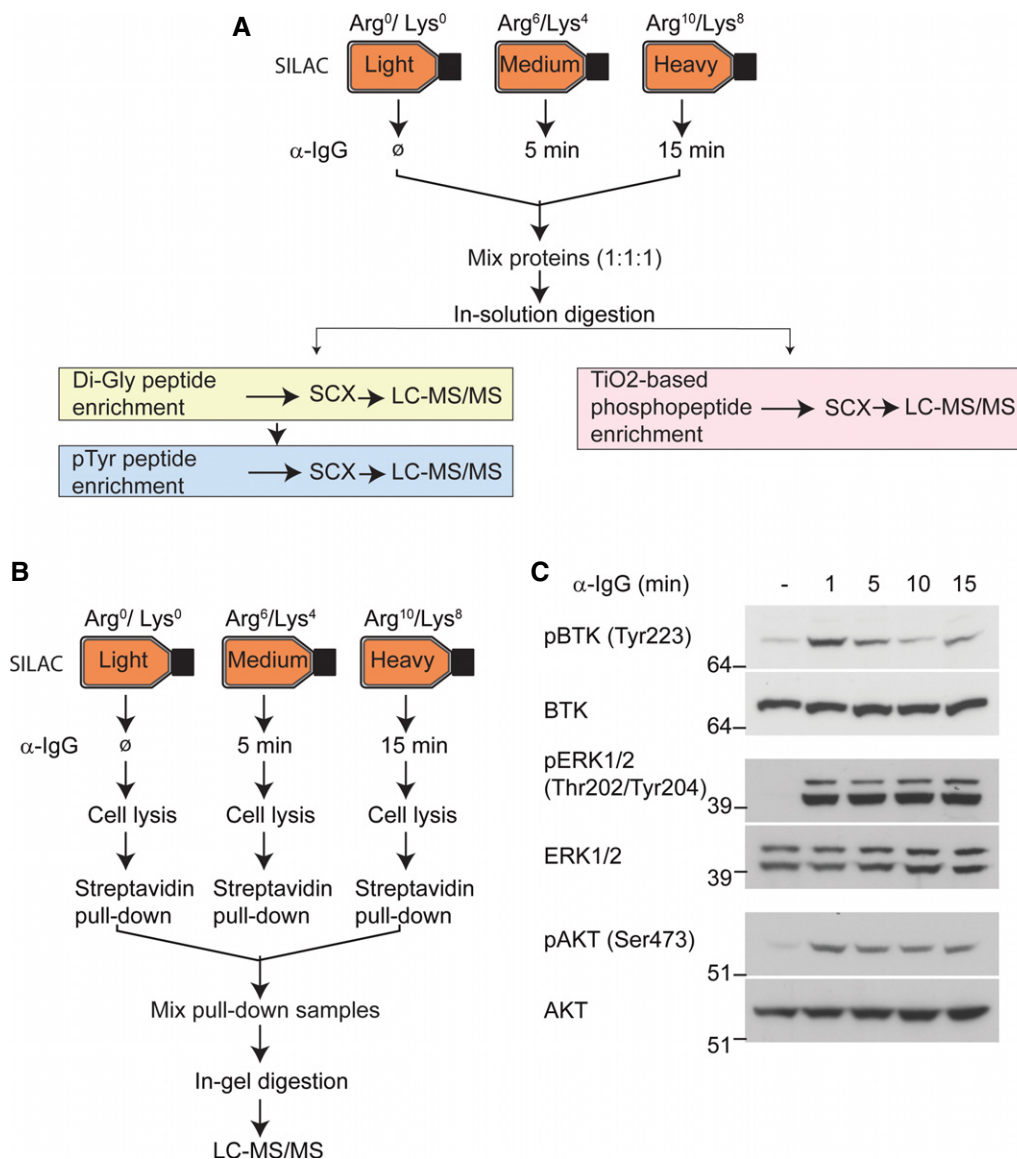 A
Arg⁰/ Lys⁰ Arg⁶/Lys⁴ Arg¹⁰/Lys⁸
SILAC Light Medium Heavy
α-IgG ø 5 min 15 min
Mix proteins (1:1:1)
In-solution digestion
Di-Gly peptide
enrichment SCX LC-MS/MS
pTyr peptide
enrichment SCX LC-MS/MS
TiO2-based
phosphopeptide SCX LC-MS/MS
enrichment
B
Arg⁰/ Lys⁰ Arg⁶/Lys⁴ Arg¹⁰/Lys⁸
SILAC Light Medium Heavy
α-IgG ø 5 min 15 min
Cell lysis Cell lysis Cell lysis
Streptavidin Streptavidin Streptavidin
pull-down pull-down pull-down
Mix pull-down samples
In-gel digestion
LC-MS/MS
C
α-IgG (min) - 1 5 10 15
pBTK (Tyr223)
64
BTK
64
pERK1/2
(Thr202/Tyr204)
39
ERK1/2
39
pAKT (Ser473)
51
AKT
51